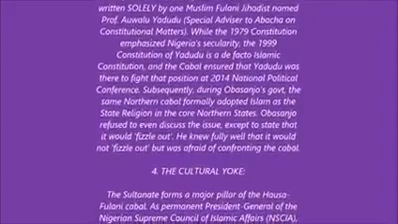 written SOLELY by one Muslim Fulani Jihadist named
Prof. Auwalu Yadudu (Special Adviser to Abacha on
Constitutional Matters). While the 1979 Constitution
emphasized Nigeria's secularity, the 1999
Constitution of Yadudu is a de facto Islamic
Constitution, and the Cabal ensured that Yadudu was
there to fight that position at 2014 National Political
Conference. Subsequently, during Obasanjo's govt, the
same Northern cabal formally adopted Islam as the
State Religion in the core Northern States. Obasanjo
refused to even discuss the issue, except to state that
it would 'fizzle out'. He knew fully well that it would
not 'fizzle out' but was afraid of confronting the cabal.
4. THE CULTURAL YOKE:
The Sultanate forms a major pillar of the Hausa-
Fulani cabal. As permanent President-General of the
Nigerian Supreme Council of Islamic Affairs (NSCIA),